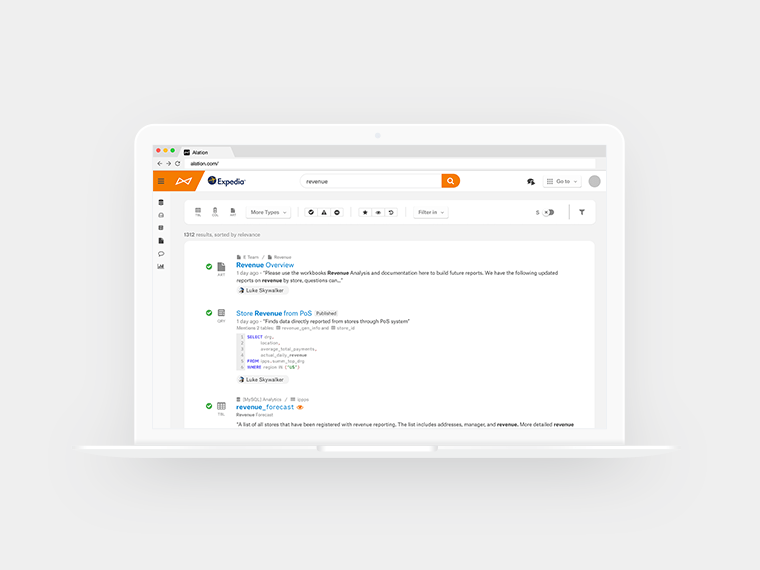 Alation
alation.com/
Expedia
revenue
Go to
TBL
COL
ART
More Types
Filter in
S
1312 results, sorted by relevance
E Team / Revenue
Revenue Overview
ART
1 day ago - "Please use the workbooks Revenue Analysis and documentation here to build future reports. We have the following updated
reports on revenue by store, questions can..."
Luke Skywalker
Store Revenue from PoS Published
QRY
1 day ago - "Finds data directly reported from stores through PoS system"
Mentions 2 tables: revenue_gen_info and store_id
1 SELECT org,
2 location,
3 average_total_payments,
4 actual_data_revenue
5 FROM
6 WHERE region IN ("US")
Luke Skywalker
(MySQL) Analytics /
revenue_forecast
TBL
Revenue Forecast
"A list of all stores that have been registered with revenue reporting. The list includes addresses, manager, and revenue. More detailed revenue